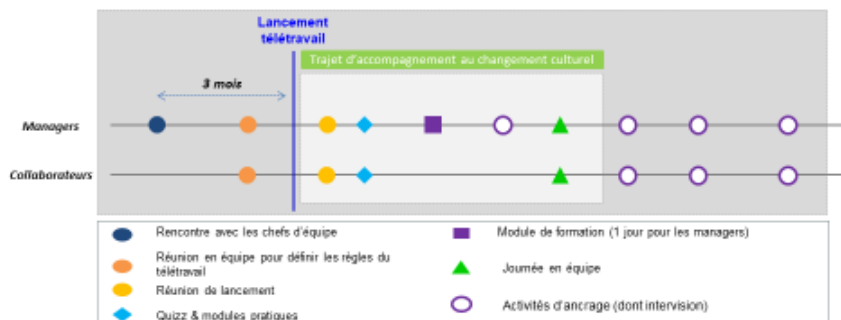 Lancement
télétravail
Trajet d'accompagnement au changement culturel
3 mois
Managers
Collaborateurs
Rencontre avec les chefs d'équipe
Réunion en équipe pour définir les règles du
télétravail
Réunion de lancement
Quizz & modules pratiques
Module de formation (1 jour pour les managers)
Journée en équipe
Activités d'ancrage (dont intervision)